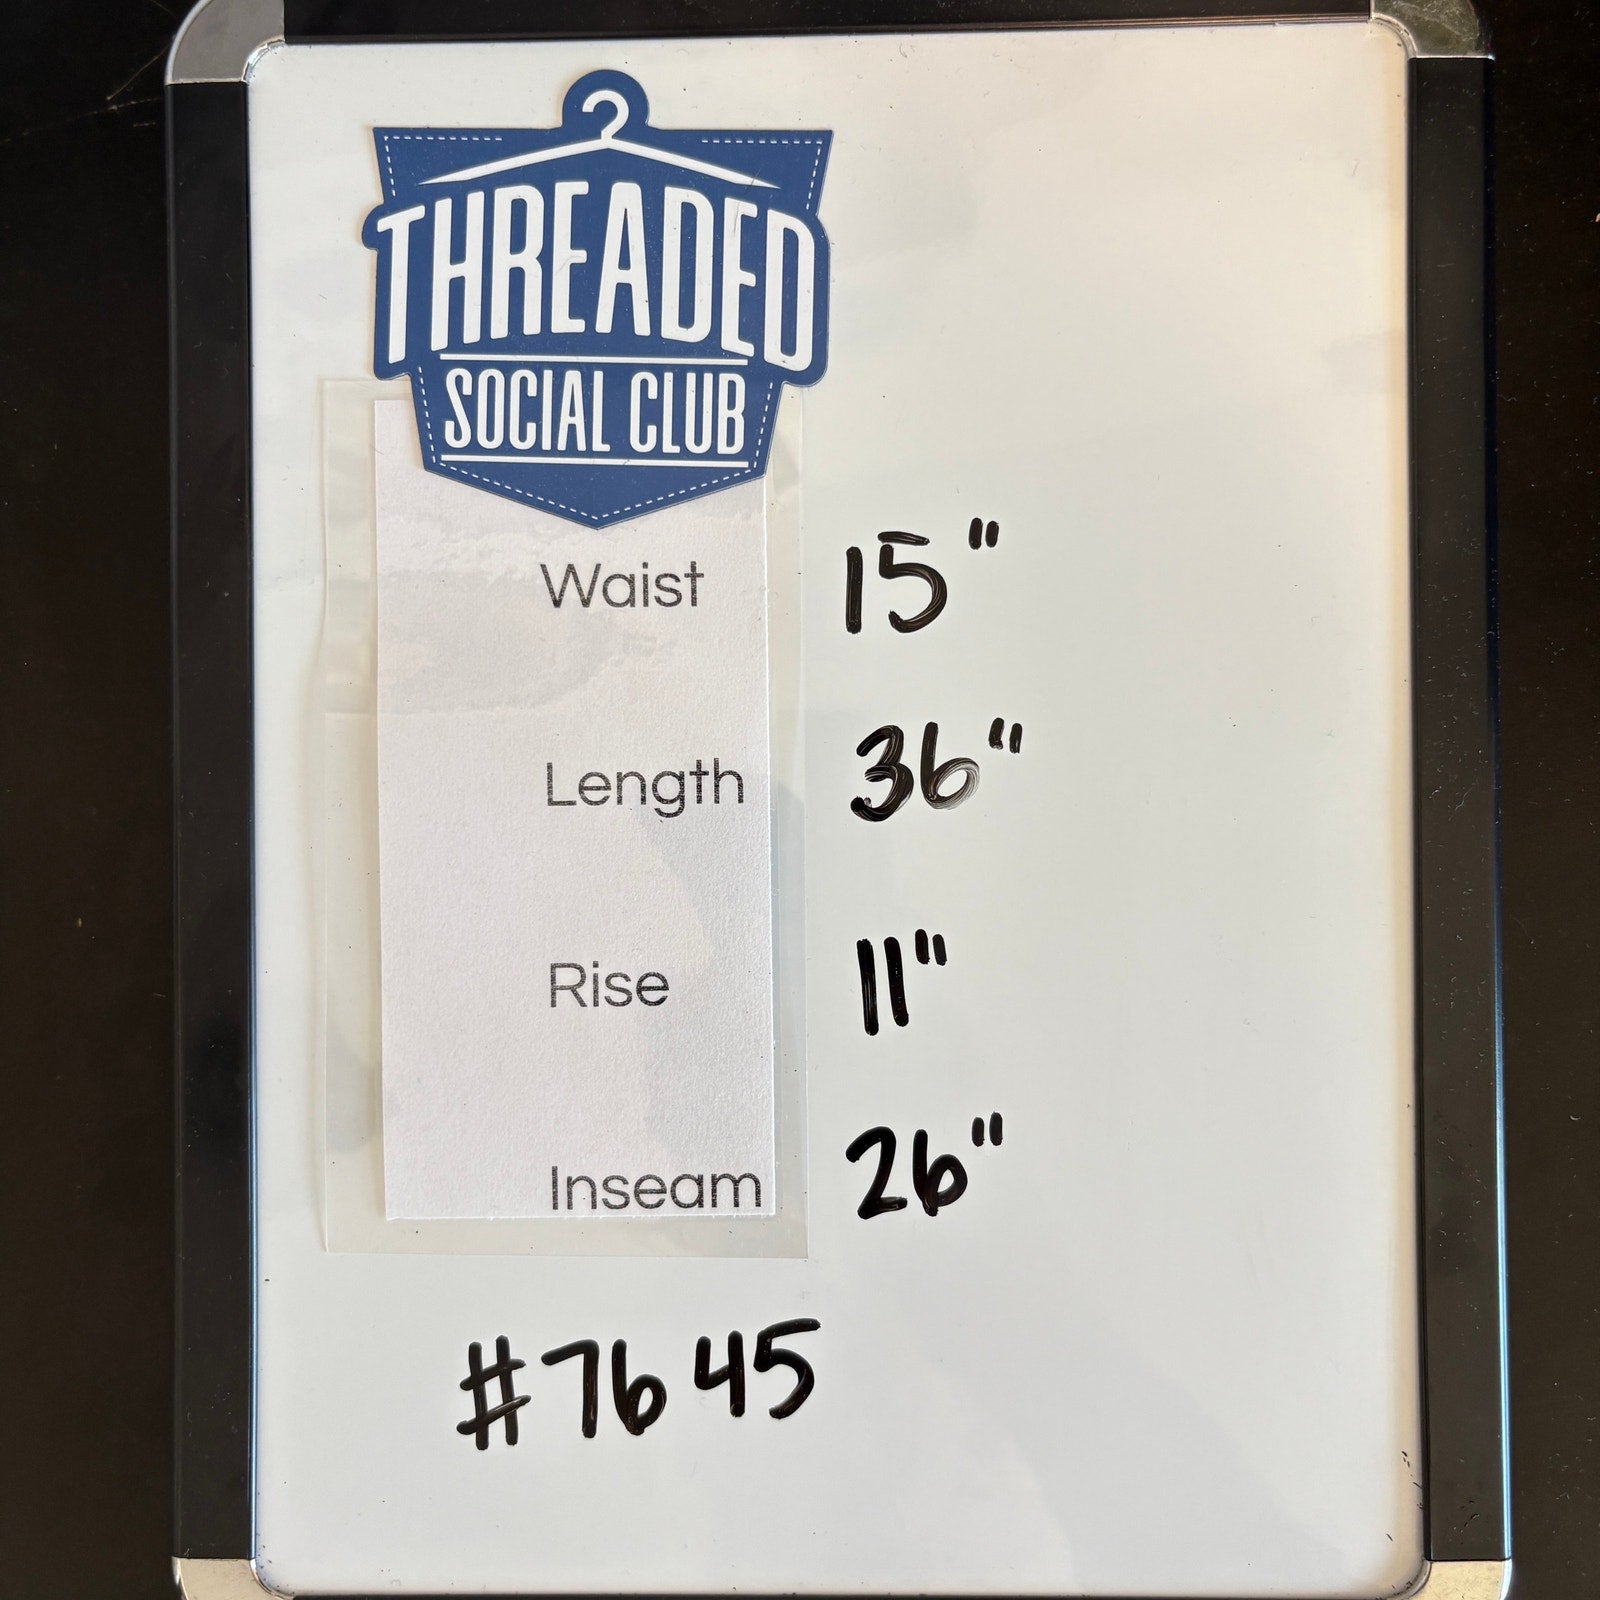 THREADED
SOCIAL CLUB
Waist 15"
Length 36"
Rise 11"
Inseam 26"
#7645